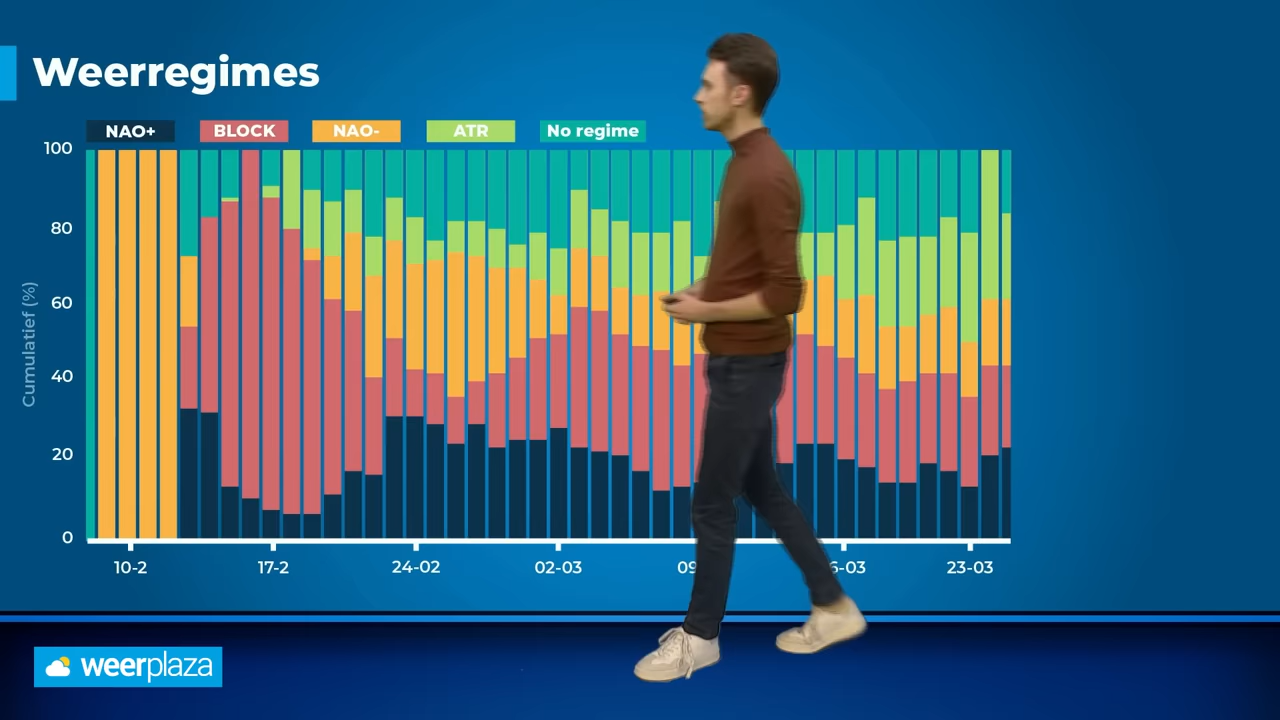 Weerregimes
NAO+ BLOCK NAO- ATR No regime
100
80
60
40
20
0
Cumulatief (%)
10-2 17-2 24-02 02-03 23-03
weerplaza